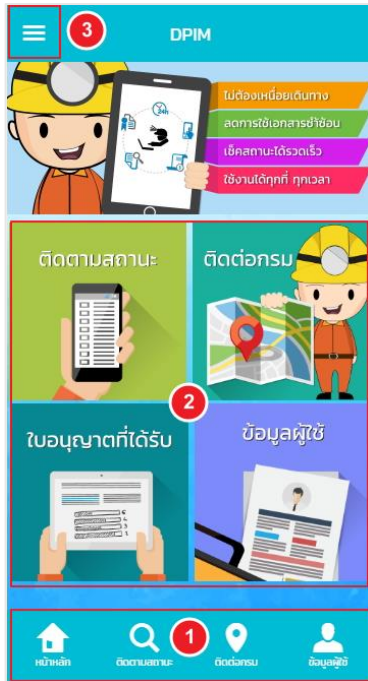 3
DPIM
24h
ไม่ต้องเหนื่อยเดินทาง
ลดการใช้เอกสารซ้ำซ้อน
เช็คสถานะได้รวดเร็ว
ใช้งานได้ทุกที่ ทุกเวลา
ติดตามสถานะ
ติดต่อกรม
2
ใบอนุญาตที่ได้รับ
ข้อมูลผู้ใช้
1
หน้าหลัก
ติดตามสถานะ
ติดต่อกรม
ข้อมูลผู้ใช้